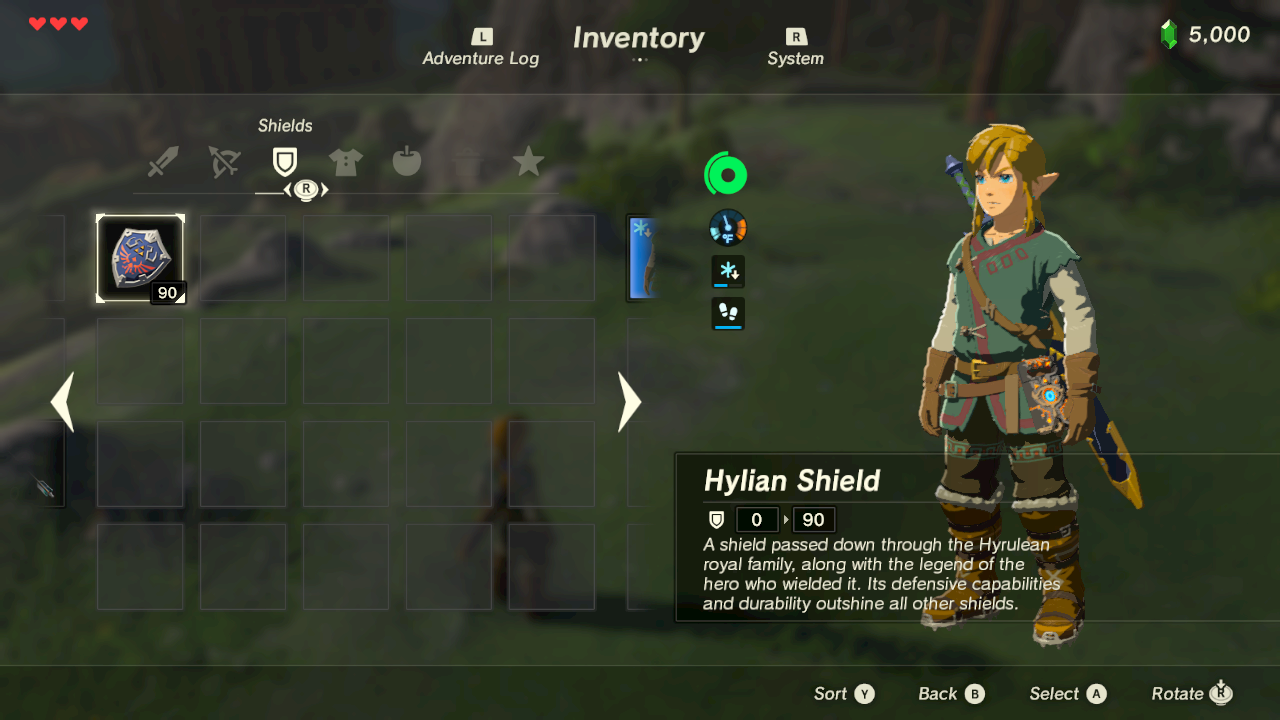 L
Inventory
R
5,000
Adventure Log
System
Shields
R
90
°F
Hylian Shield
0 90
A shield passed down through the Hyrulean
royal family, along with the legend of the
hero who wielded it. Its defensive capabilities
and durability outshine all other shields.
Sort Y Back B Select A Rotate R